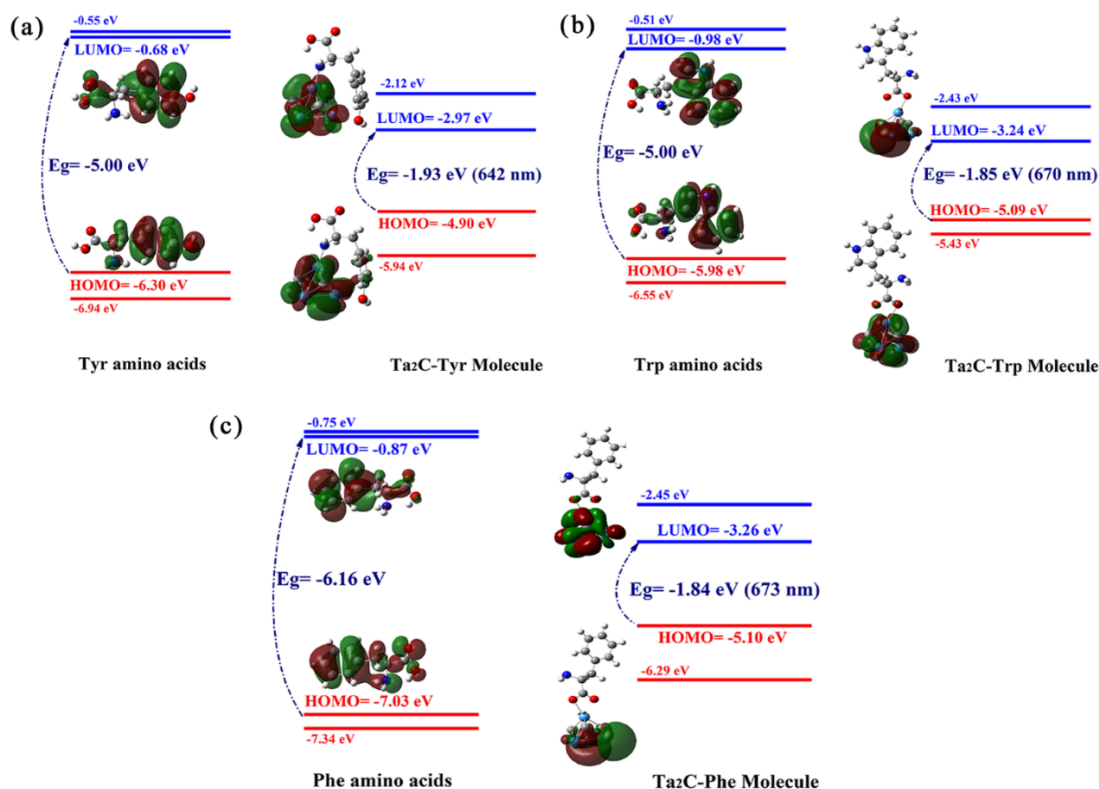 (a)
-0.55 eV
LUMO= -0.68 eV
Eg= -5.00 eV
HOMO= -6.30 eV
-6.94 eV
Tyr amino acids
-2.12 eV
LUMO= -2.97 eV
Eg= -1.93 eV (642 nm)
HOMO= -4.90 eV
-5.94 eV
Ta₂C-Tyr Molecule
(b)
-0.51 eV
LUMO= -0.98 eV
Eg= -5.00 eV
HOMO= -5.98 eV
-6.55 eV
Trp amino acids
-2.43 eV
LUMO= -3.24 eV
Eg= -1.85 eV (670 nm)
HOMO= -5.09 eV
-5.43 eV
Ta₂C-Trp Molecule
(c)
-0.75 eV
LUMO= -0.87 eV
Eg= -6.16 eV
HOMO= -7.03 eV
-7.34 eV
Phe amino acids
-2.45 eV
LUMO= -3.26 eV
Eg= -1.84 eV (673 nm)
HOMO= -5.10 eV
-6.29 eV
Ta₂C-Phe Molecule